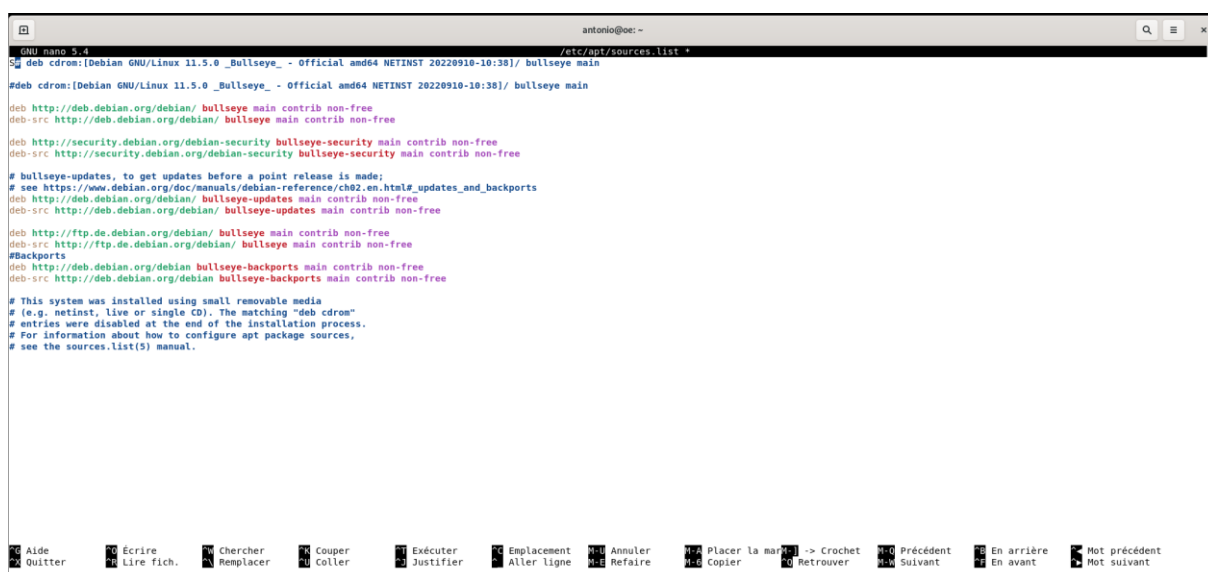 antonio@oe: ~
GNU nano 5.4 /etc/apt/sources.list *
S# deb cdrom:[Debian GNU/Linux 11.5.0 _Bullseye_ - Official amd64 NETINST 20220910-10:38]/ bullseye main
#deb cdrom:[Debian GNU/Linux 11.5.0 _Bullseye_ - Official amd64 NETINST 20220910-10:38]/ bullseye main
deb http://deb.debian.org/debian/ bullseye main contrib non-free
deb-src http://deb.debian.org/debian/ bullseye main contrib non-free
deb http://security.debian.org/debian-security bullseye-security main contrib non-free
deb-src http://security.debian.org/debian-security bullseye-security main contrib non-free
# bullseye-updates, to get updates before a point release is made;
# see https://www.debian.org/doc/manuals/debian-reference/ch02.en.html#_updates_and_backports
deb http://deb.debian.org/debian/ bullseye-updates main contrib non-free
deb-src http://deb.debian.org/debian/ bullseye-updates main contrib non-free
deb http://ftp.de.debian.org/debian/ bullseye main contrib non-free
deb-src http://ftp.de.debian.org/debian/ bullseye main contrib non-free
#Backports
deb http://deb.debian.org/debian bullseye-backports main contrib non-free
deb-src http://deb.debian.org/debian bullseye-backports main contrib non-free
# This system was installed using small removable media
# (e.g. netinst, live or single CD). The matching "deb cdrom"
# entries were disabled at the end of the installation process.
# For information about how to configure apt package sources,
# see the sources.list(5) manual.
^G Aide ^O Écrire ^W Chercher ^K Couper ^T Exécuter ^C Emplacement M-U Annuler M-A Placer la mar M-] -> Crochet M-Q Précédent ^B En arrière ^◀ Mot précédent
^X Quitter ^R Lire fich. ^\ Remplacer ^U Coller ^J Justifier ^_ Aller ligne M-E Refaire M-6 Copier ^Q Retrouver M-W Suivant ^F En avant ^▶ Mot suivant